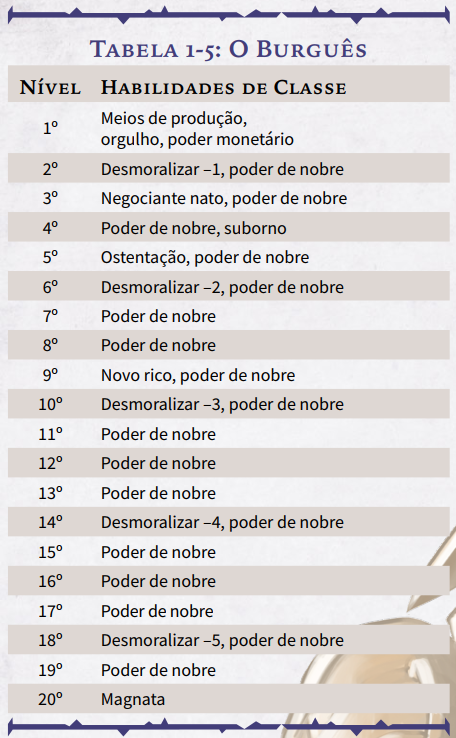 Tabela 1-5: O Burguês
Nível Habilidades de Classe
1º Meios de produção,
orgulho, poder monetário
2º Desmoralizar –1, poder de nobre
3º Negociante nato, poder de nobre
4º Poder de nobre, suborno
5º Ostentação, poder de nobre
6º Desmoralizar –2, poder de nobre
7º Poder de nobre
8º Poder de nobre
9º Novo rico, poder de nobre
10º Desmoralizar –3, poder de nobre
11º Poder de nobre
12º Poder de nobre
13º Poder de nobre
14º Desmoralizar –4, poder de nobre
15º Poder de nobre
16º Poder de nobre
17º Poder de nobre
18º Desmoralizar –5, poder de nobre
19º Poder de nobre
20º Magnata